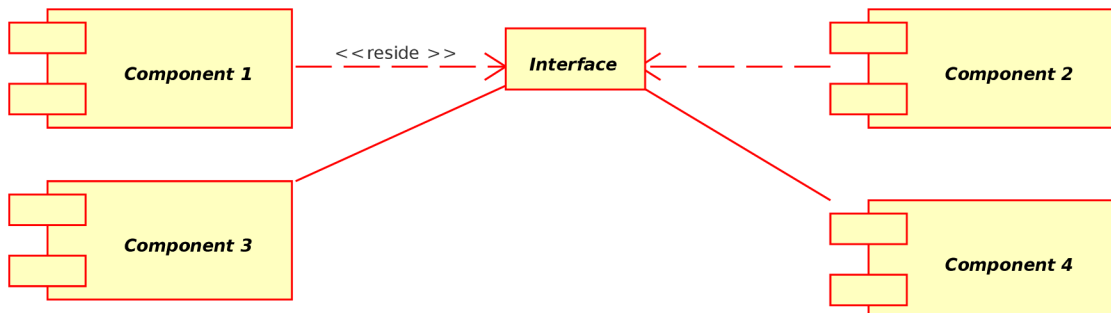 <<reside >>
Component 1
Interface
Component 2
Component 3
Component 4